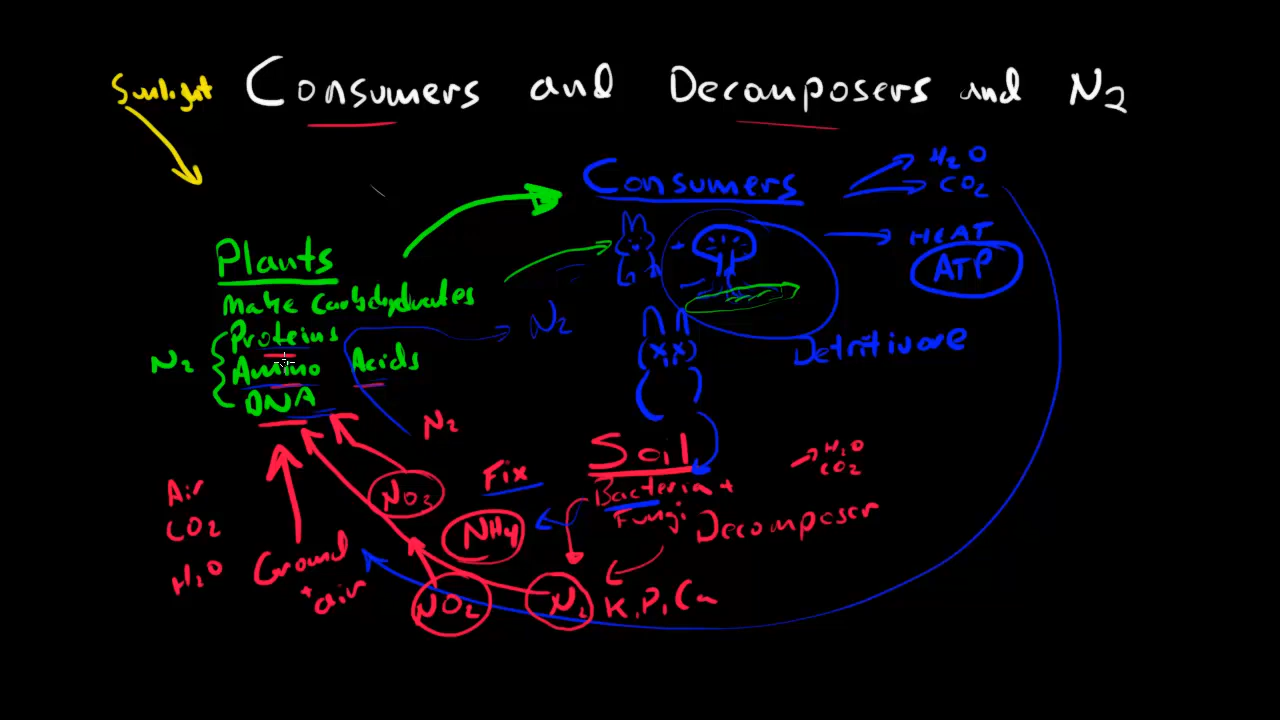 Sunlight
Consumers and Decomposers and N2
Consumers
H2O
CO2
HEAT
ATP
Plants
Make Carbohydrates
Proteins
N2
Amino Acids
DNA
N2
Detritivore
N2
Soil
Bacteria +
Fungi
Decomposer
H2O
CO2
Fix
NO3
NH4
Air
CO2
H2O
Ground
+ air
NO2
N2
K, P, Ca